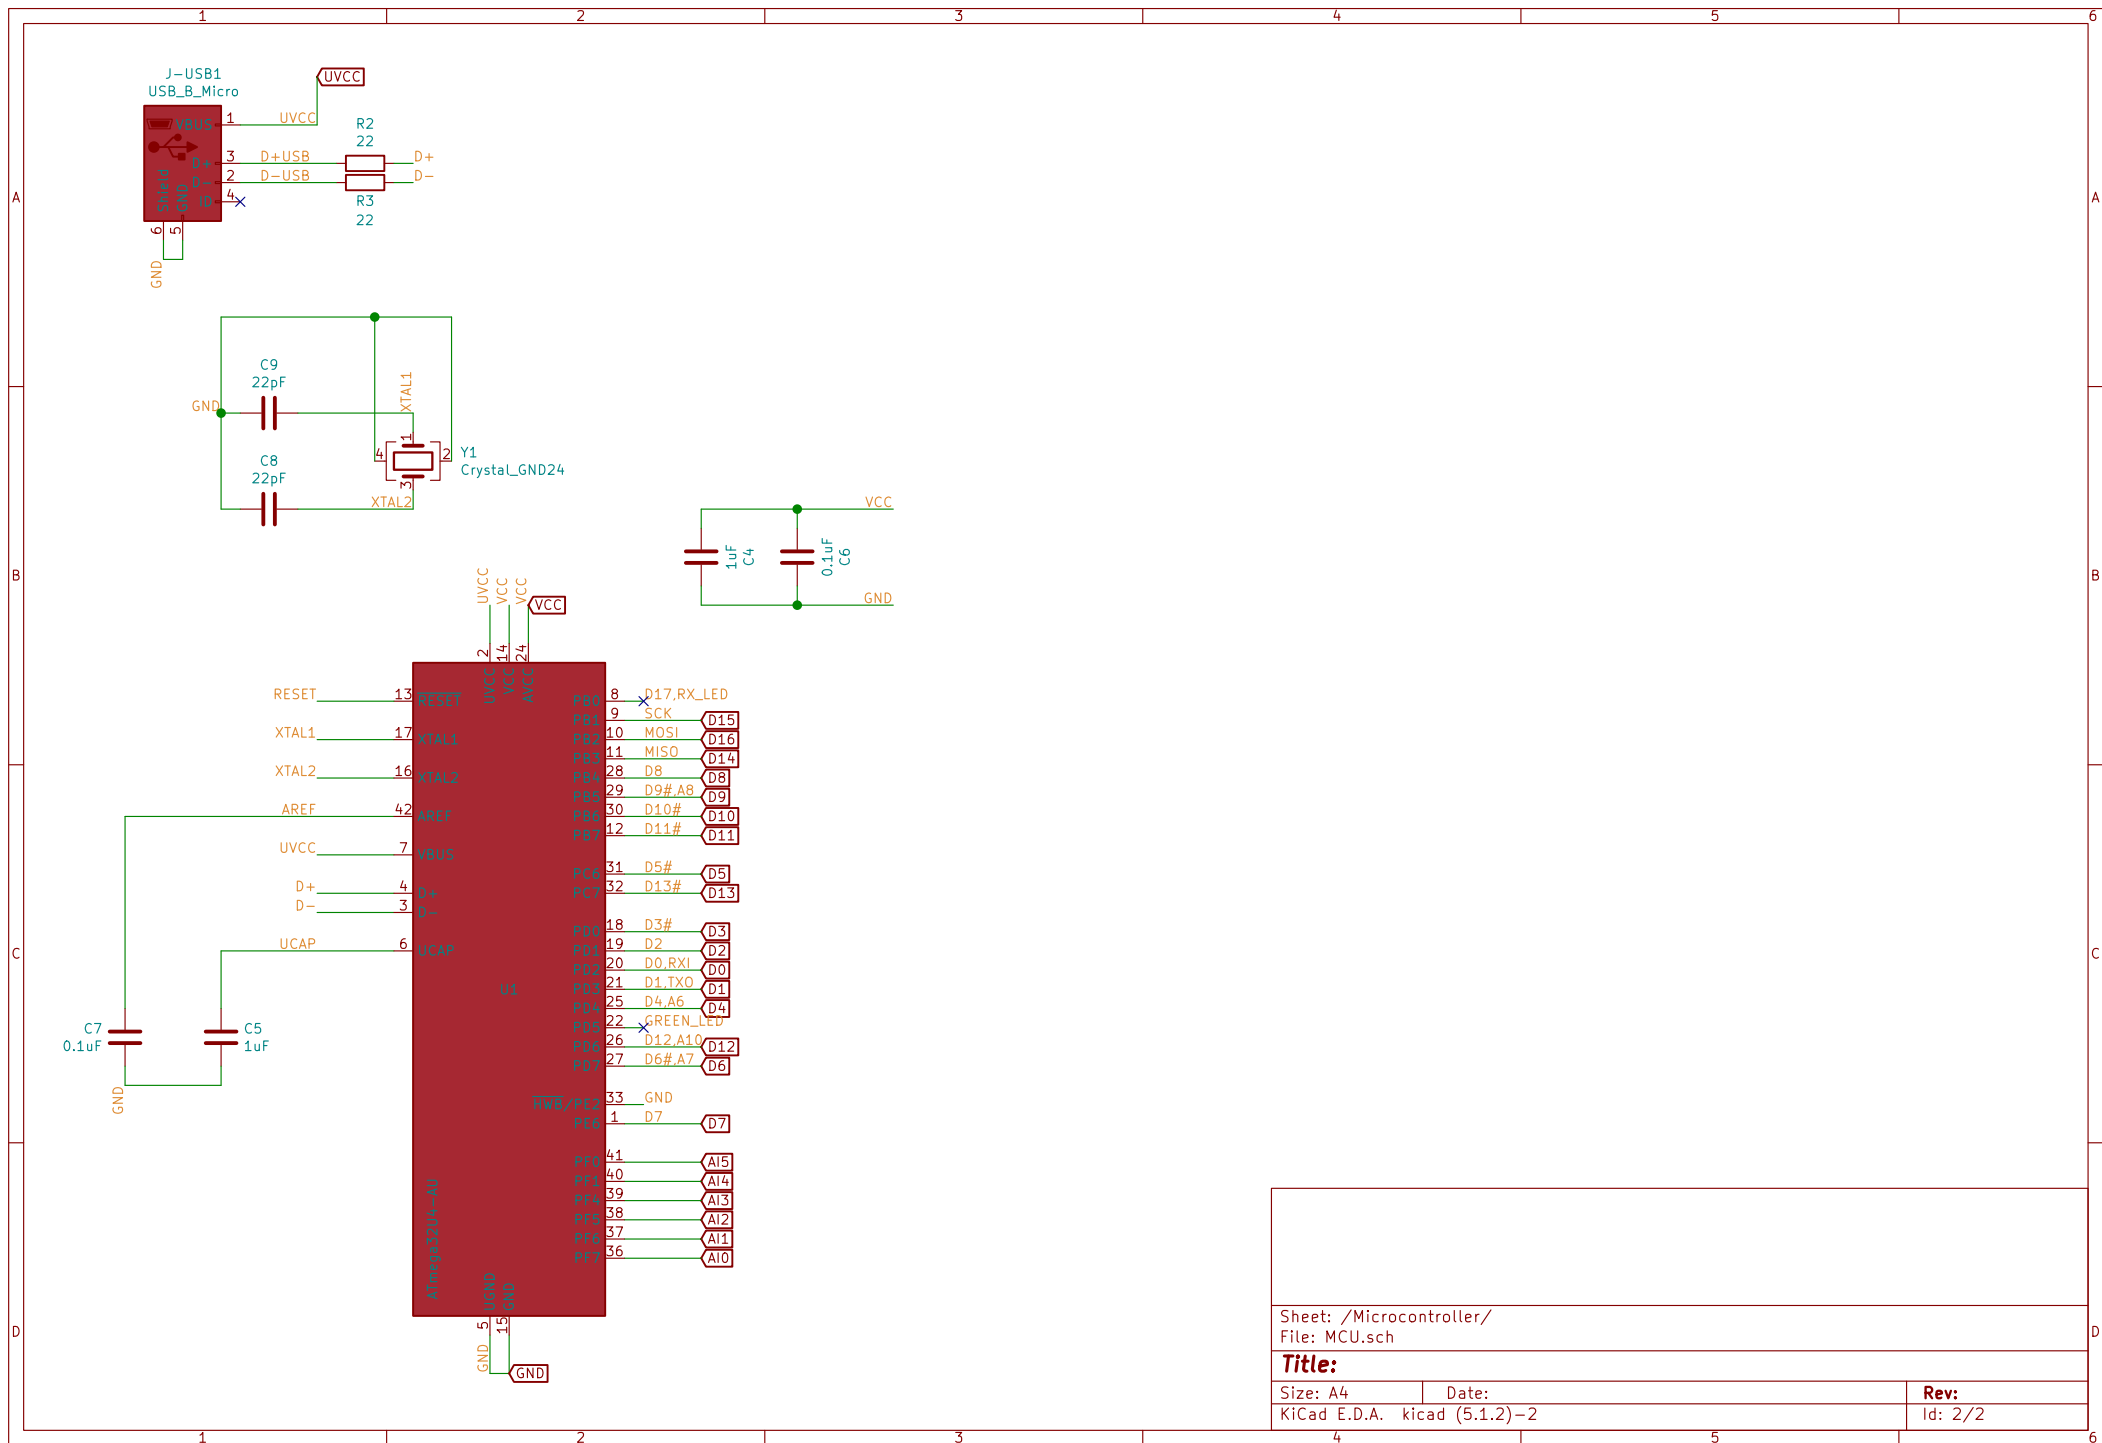 1 2 3 4 5 6
A
B
C
D
A
B
C
D
1 2 3 4 5 6
J-USB1
USB_B_Micro
UVCC
VBUS 1 UVCC
D+ 3 D+USB
D- 2 D-USB
ID 4
Shield 6
GND 5
GND
R2
22
D+
D-
R3
22
C9
22pF
GND
XTAL1
C8
22pF
XTAL2
1
2
3
4
Y1
Crystal_GND24
VCC
1uF
C4
0.1uF
C6
GND
UVCC
VCC
VCC
VCC
2 UVCC
14 VCC
24 AVCC
RESET 13 RESET
XTAL1 17 XTAL1
XTAL2 16 XTAL2
AREF 42 AREF
UVCC 7 VBUS
D+ 4 D+
D- 3 D-
UCAP 6 UCAP
C7
0.1uF
C5
1uF
GND
U1
ATmega32U4-AU
PB0 8 D17,RX_LED
PB1 9 SCK D15
PB2 10 MOSI D16
PB3 11 MISO D14
PB4 28 D8 D8
PB5 29 D9#,A8 D9
PB6 30 D10# D10
PB7 12 D11# D11
PC6 31 D5# D5
PC7 32 D13# D13
PD0 18 D3# D3
PD1 19 D2 D2
PD2 20 D0,RXI D0
PD3 21 D1,TXO D1
PD4 25 D4,A6 D4
PD5 22 GREEN_LED
PD6 26 D12,A10 D12
PD7 27 D6#,A7 D6
HWB/PE2 33 GND
PE6 1 D7 D7
PF0 41 AI5
PF1 40 AI4
PF4 39 AI3
PF5 38 AI2
PF6 37 AI1
PF7 36 AI0
UGND 5
GND 15
GND
GND
Sheet: /Microcontroller/
File: MCU.sch
Title:
Size: A4 Date: Rev:
KiCad E.D.A. kicad (5.1.2)-2 Id: 2/2